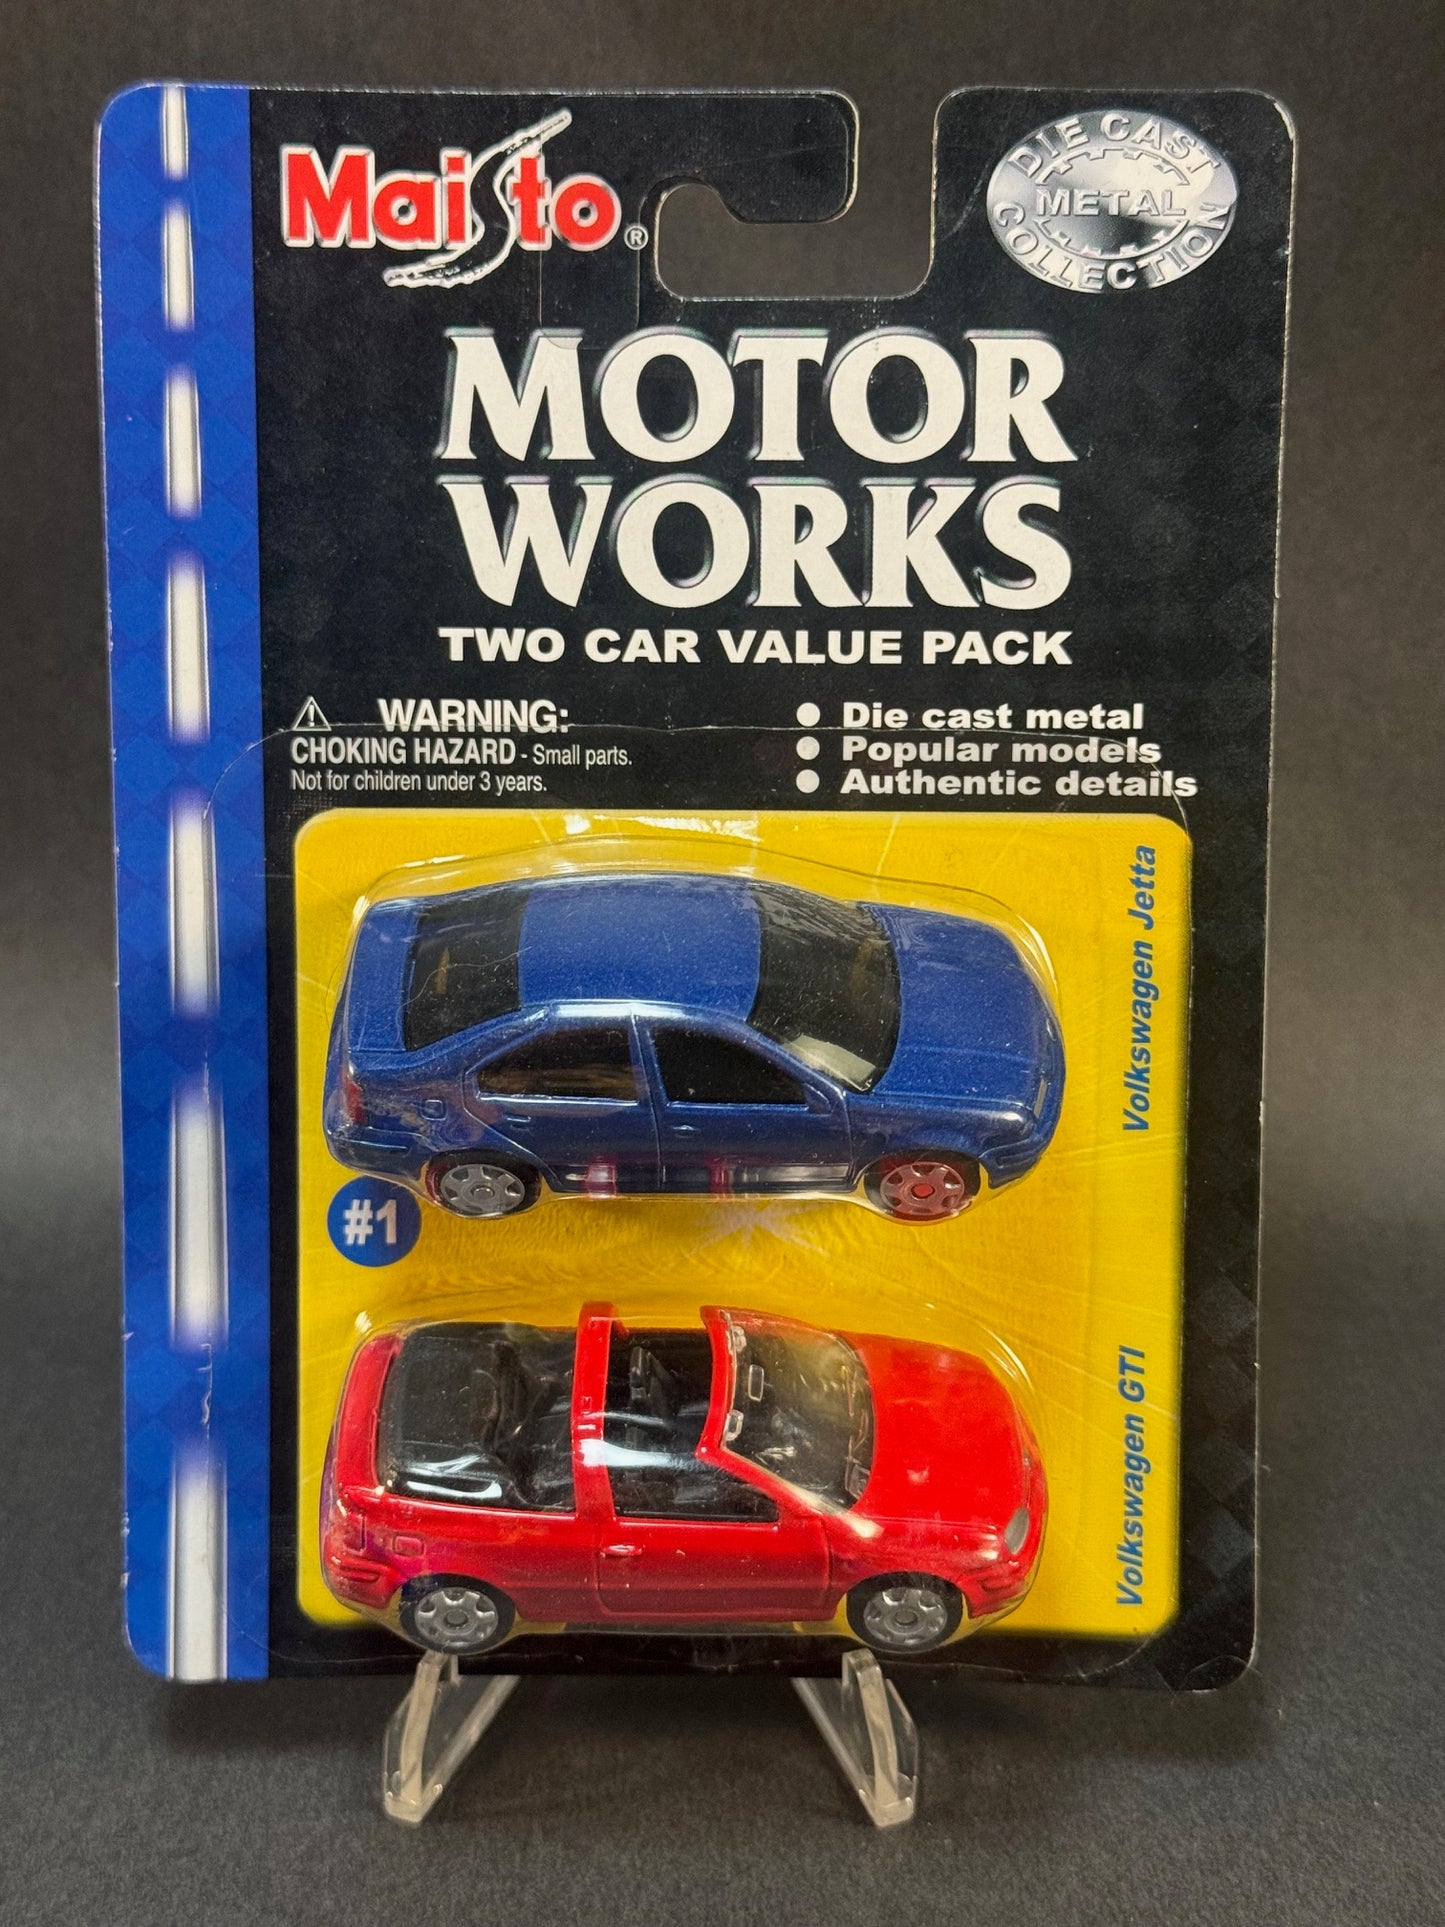 Maisto®
DIE CAST
METAL
COLLECTION
MOTOR
WORKS
TWO CAR VALUE PACK
WARNING:
CHOKING HAZARD - Small parts.
Not for children under 3 years.
● Die cast metal
● Popular models
● Authentic details
Volkswagen Jetta
#1
Volkswagen GTI